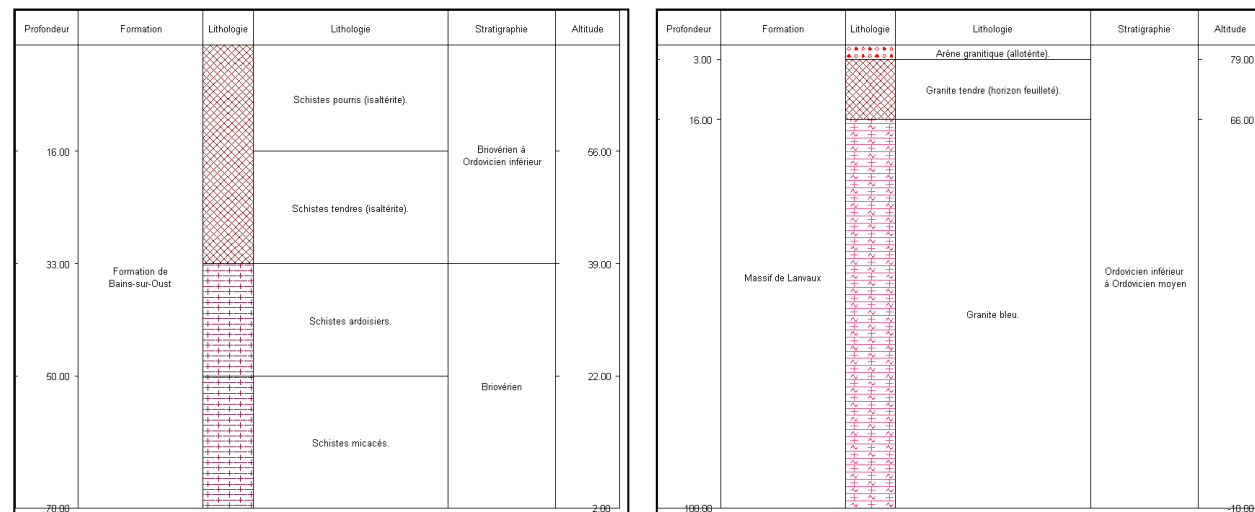 Profondeur Formation Lithologie Lithologie Stratigraphie Altitude
Schistes pourris (isaltérite).
16.00 Briovérien à 56.00
Ordovicien inférieur
Schistes tendres (isaltérite).
33.00 39.00
Formation de
Bains-sur-Oust
Schistes ardoisiers.
50.00 22.00
Briovérien
Schistes micacés.
70.00 2.00
Profondeur Formation Lithologie Lithologie Stratigraphie Altitude
Arène granitique (allotérite).
3.00 79.00
Granite tendre (horizon feuilleté).
16.00 66.00
Massif de Lanvaux
Ordovicien inférieur
à Ordovicien moyen
Granite bleu.
100.00 -18.00